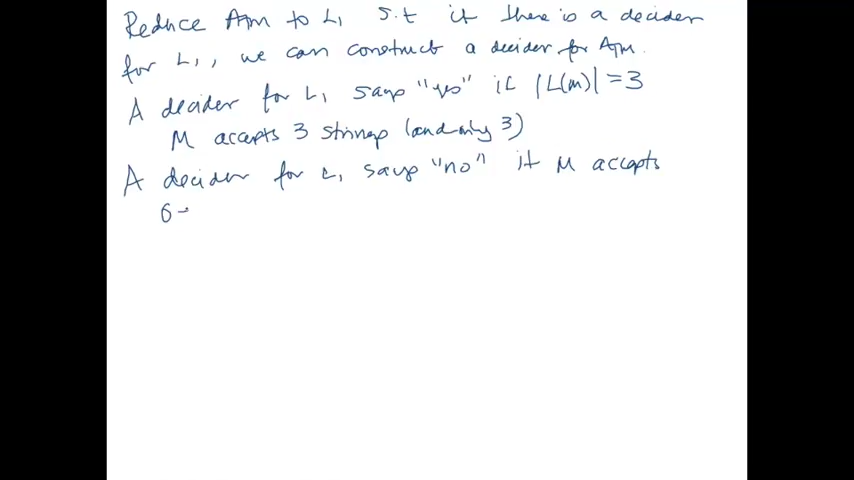 Reduce ATM to L1 s.t if there is a decider
for L1, we can construct a decider for ATM.
A decider for L1 says "yes" if |L(M)| = 3
M accepts 3 strings (and only 3)
A decider for L1 says "no" if M accepts